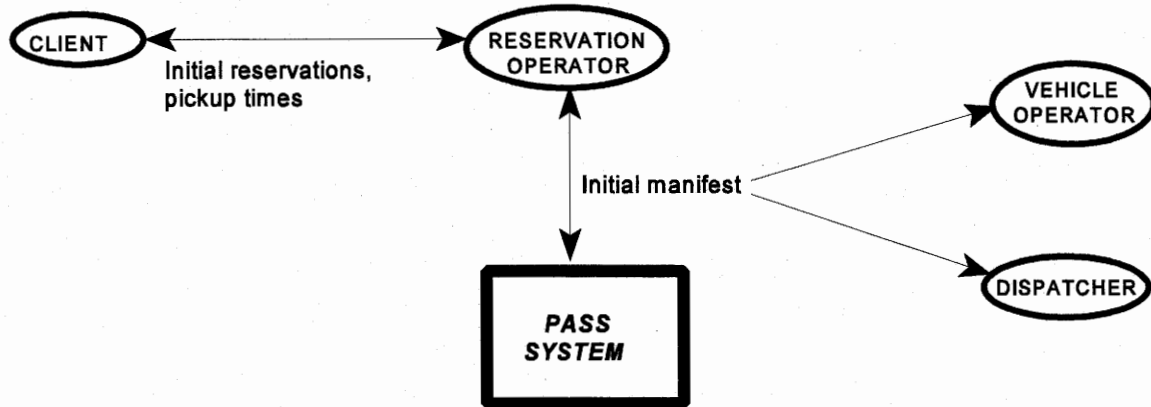 CLIENT
Initial reservations,
pickup times
RESERVATION
OPERATOR
VEHICLE
OPERATOR
Initial manifest
DISPATCHER
PASS
SYSTEM